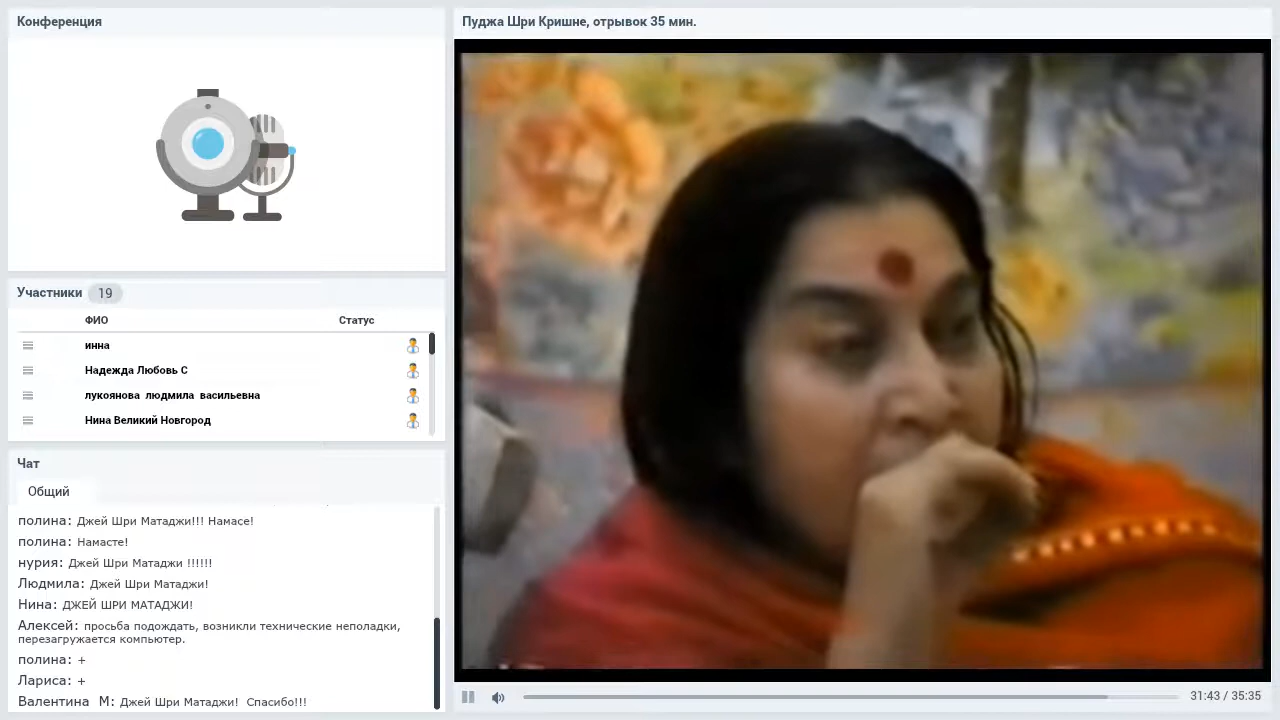 Конференция
Пуджа Шри Кришне, отрывок 35 мин.
Участники 19
ФИО Статус
инна
Надежда Любовь С
лукоянова людмила васильевна
Нина Великий Новгород
Чат
Общий
полина: Джей Шри Матаджи!!! Намасе!
полина: Намасте!
нурия: Джей Шри Матаджи !!!!!!
Людмила: Джей Шри Матаджи!
Нина: ДЖЕЙ ШРИ МАТАДЖИ!
Алексей: просьба подождать, возникли технические неполадки,
перезагружается компьютер.
полина: +
Лариса: +
Валентина М: Джей Шри Матаджи! Спасибо!!!
31:43 / 35:35